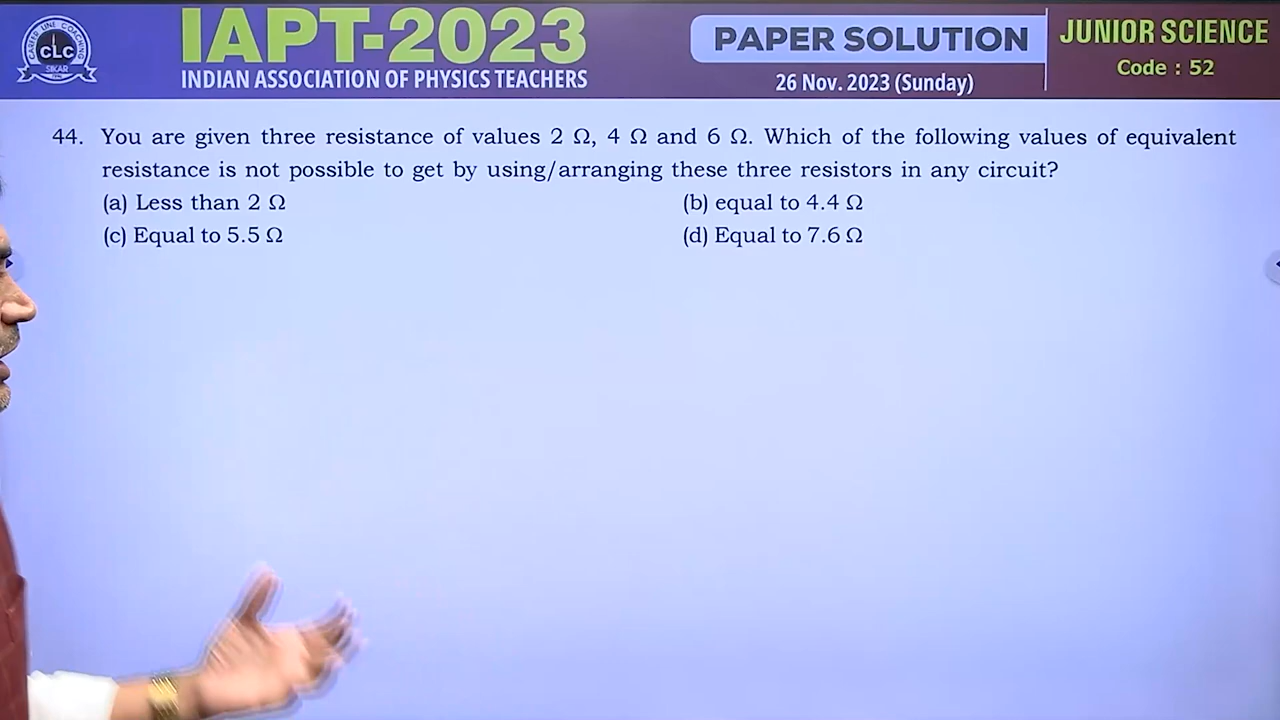 CAREER LINE COACHING
CLC
SIKAR
IAPT-2023
INDIAN ASSOCIATION OF PHYSICS TEACHERS
PAPER SOLUTION
26 Nov. 2023 (Sunday)
JUNIOR SCIENCE
Code : 52
44. You are given three resistance of values 2 Ω, 4 Ω and 6 Ω. Which of the following values of equivalent
resistance is not possible to get by using/arranging these three resistors in any circuit?
(a) Less than 2 Ω (b) equal to 4.4 Ω
(c) Equal to 5.5 Ω (d) Equal to 7.6 Ω